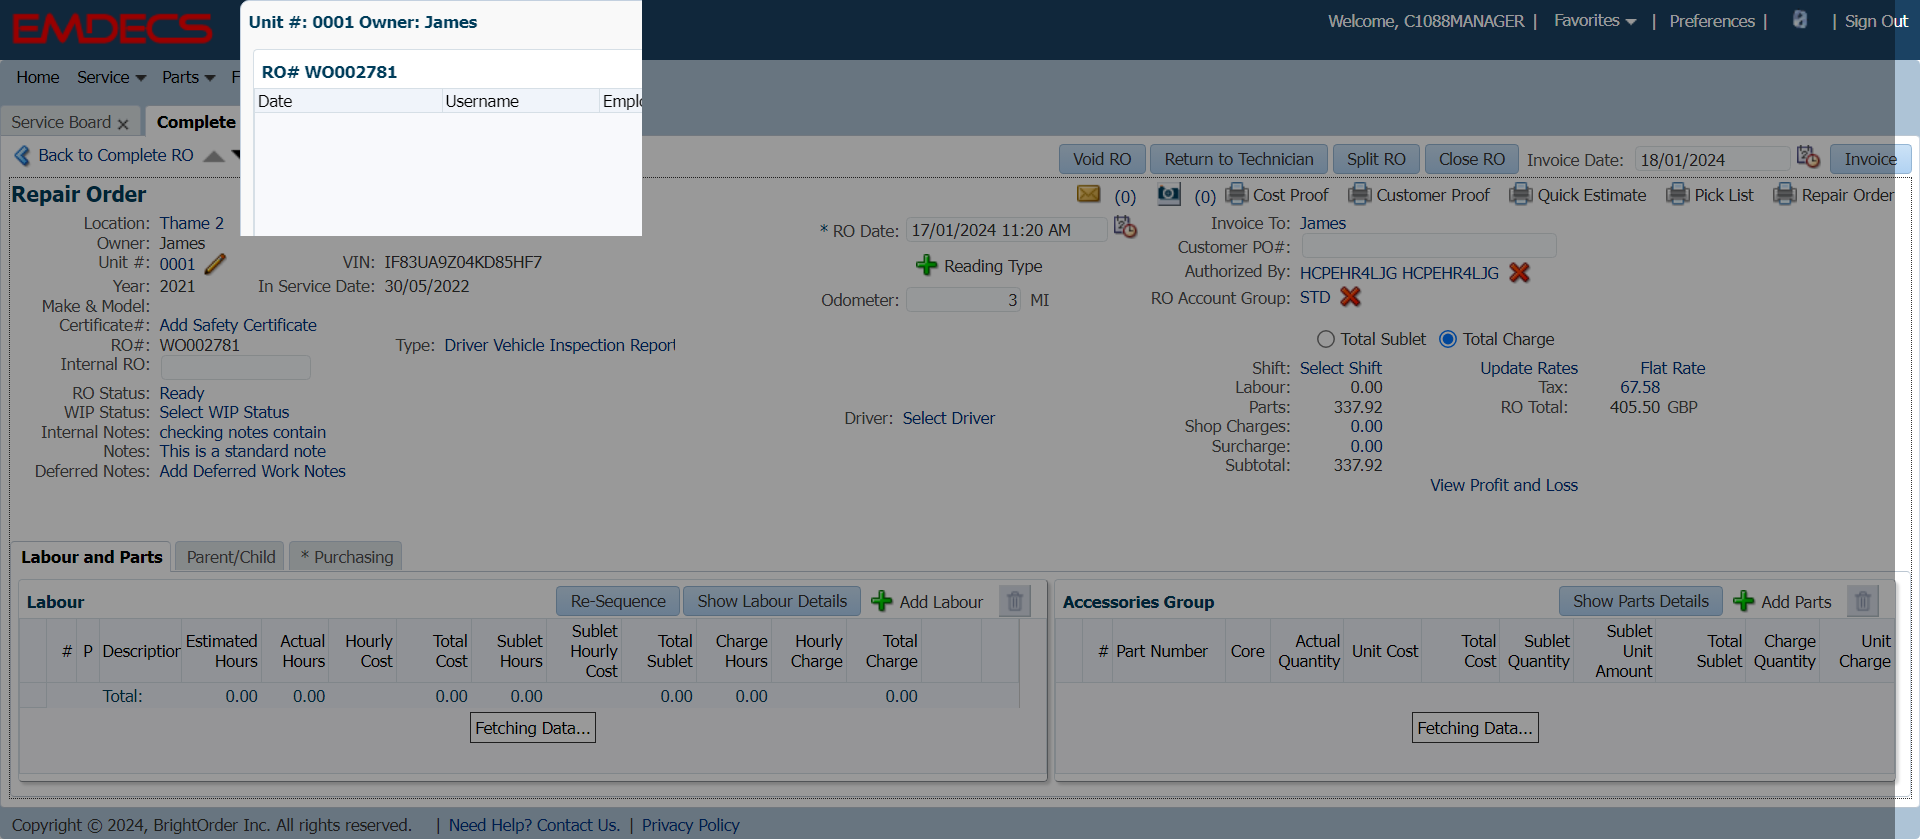 EMDECS
Welcome, C1088MANAGER | Favorites | Preferences | | Sign Out
Unit #: 0001 Owner: James
RO# WO002781
Date Username
Home Service Parts
Service Board Complete
Back to Complete RO
Void RO Return to Technician Split RO Close RO Invoice Date: 18/01/2024 Invoice
Repair Order
(0) (0) Cost Proof Customer Proof Quick Estimate Pick List Repair Order
Location: Thame 2
Owner: James
Unit #: 0001
VIN: IF83UA9Z04KD85HF7
Year: 2021
In Service Date: 30/05/2022
Make & Model:
Certificate#: Add Safety Certificate
RO#: WO002781
Type: Driver Vehicle Inspection Report
Internal RO:
RO Status: Ready
WIP Status: Select WIP Status
Internal Notes: checking notes contain
Notes: This is a standard note
Deferred Notes: Add Deferred Work Notes
* RO Date: 17/01/2024 11:20 AM
Reading Type
Odometer: 3 MI
Driver: Select Driver
Invoice To: James
Customer PO#:
Authorized By: HCPEHR4LJG HCPEHR4LJG
RO Account Group: STD
Total Sublet Total Charge
Shift: Select Shift Update Rates Flat Rate
Labour: 0.00 Tax: 67.58
Parts: 337.92 RO Total: 405.50 GBP
Shop Charges: 0.00
Surcharge: 0.00
Subtotal: 337.92
View Profit and Loss
Labour and Parts Parent/Child * Purchasing
Labour Re-Sequence Show Labour Details Add Labour
# P Description Estimated Hours Actual Hours Hourly Cost Total Cost Sublet Hours Sublet Hourly Cost Total Sublet Charge Hours Hourly Charge Total Charge
Total: 0.00 0.00 0.00 0.00 0.00 0.00 0.00
Fetching Data...
Accessories Group Show Parts Details Add Parts
# Part Number Core Actual Quantity Unit Cost Total Cost Sublet Quantity Sublet Unit Amount Total Sublet Charge Quantity Unit Charge
Fetching Data...
Copyright © 2024, BrightOrder Inc. All rights reserved. | Need Help? Contact Us. | Privacy Policy